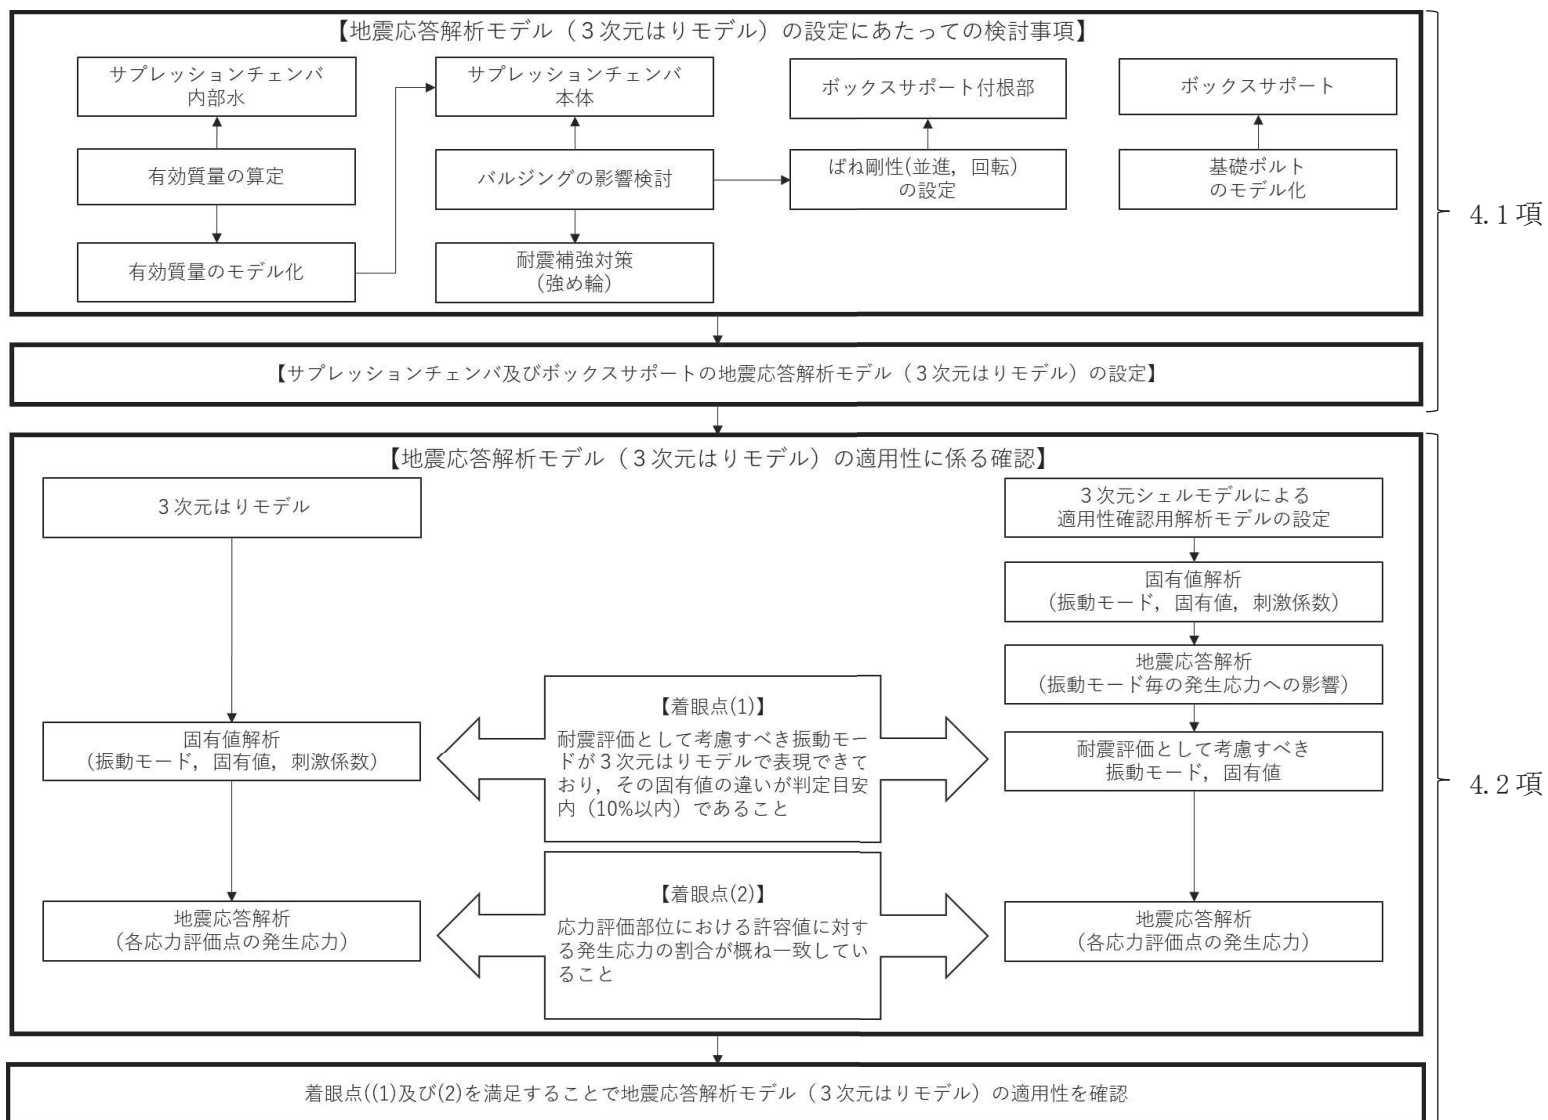 【地震応答解析モデル（３次元はりモデル）の設定にあたっての検討事項】
サプレッションチェンバ
内部水
サプレッションチェンバ
本体
ボックスサポート付根部
ボックスサポート
有効質量の算定
バルジングの影響検討
ばね剛性(並進，回転)
の設定
基礎ボルト
のモデル化
有効質量のモデル化
耐震補強対策
(強め輪)
4.1項
【サプレッションチェンバ及びボックスサポートの地震応答解析モデル（３次元はりモデル）の設定】
【地震応答解析モデル（３次元はりモデル）の適用性に係る確認】
３次元はりモデル
３次元シェルモデルによる
適用性確認用解析モデルの設定
固有値解析
（振動モード，固有値，刺激係数）
地震応答解析
（振動モード毎の発生応力への影響）
固有値解析
（振動モード，固有値，刺激係数）
【着眼点(1)】
耐震評価として考慮すべき振動モー
ドが３次元はりモデルで表現できて
おり，その固有値の違いが判定目安
内（10%以内）であること
耐震評価として考慮すべき
振動モード，固有値
4.2項
地震応答解析
（各応力評価点の発生応力）
【着眼点(2)】
応力評価部位における許容値に対す
る発生応力の割合が概ね一致してい
ること
地震応答解析
（各応力評価点の発生応力）
着眼点((1)及び(2)を満足することで地震応答解析モデル（３次元はりモデル）の適用性を確認